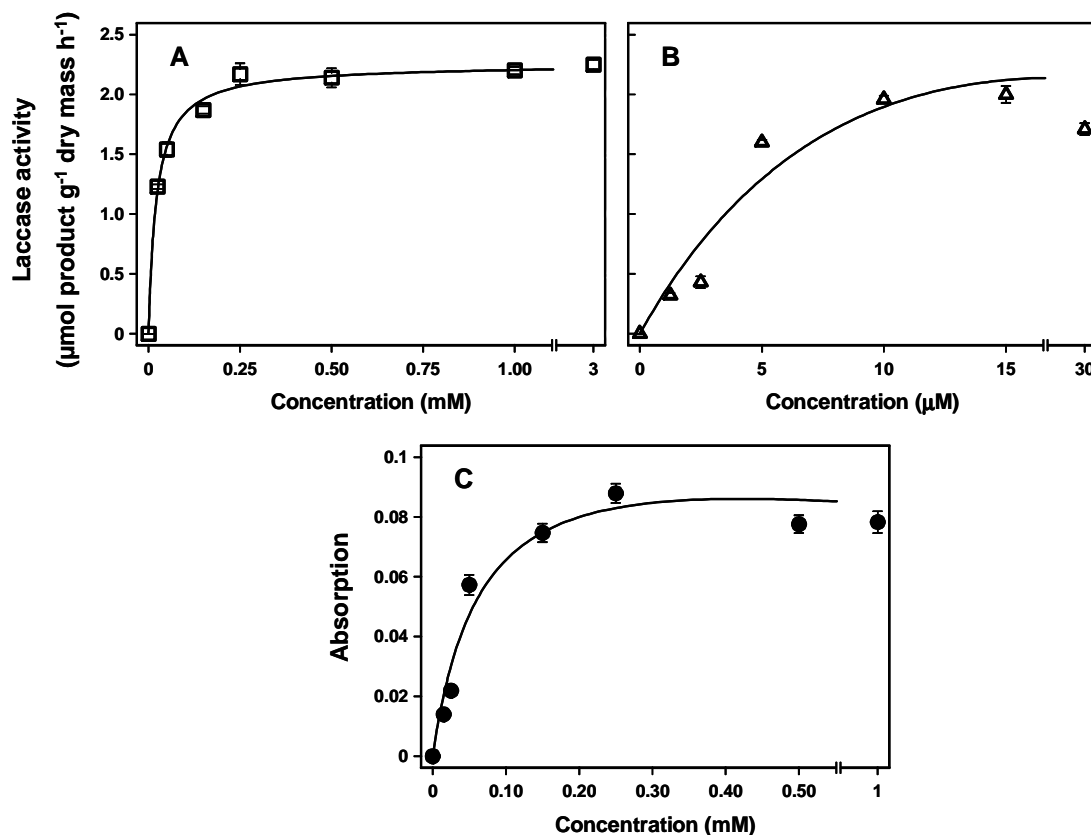 A
B
Laccase activity
(µmol product g⁻¹ dry mass h⁻¹)
2.5
2.0
1.5
1.0
0.5
0
0 0.25 0.50 0.75 1.00 3
0 5 10 15 30
Concentration (mM)
Concentration (µM)
C
Absorption
0.1
0.08
0.06
0.04
0.02
0
0 0.10 0.20 0.30 0.40 0.50 1
Concentration (mM)